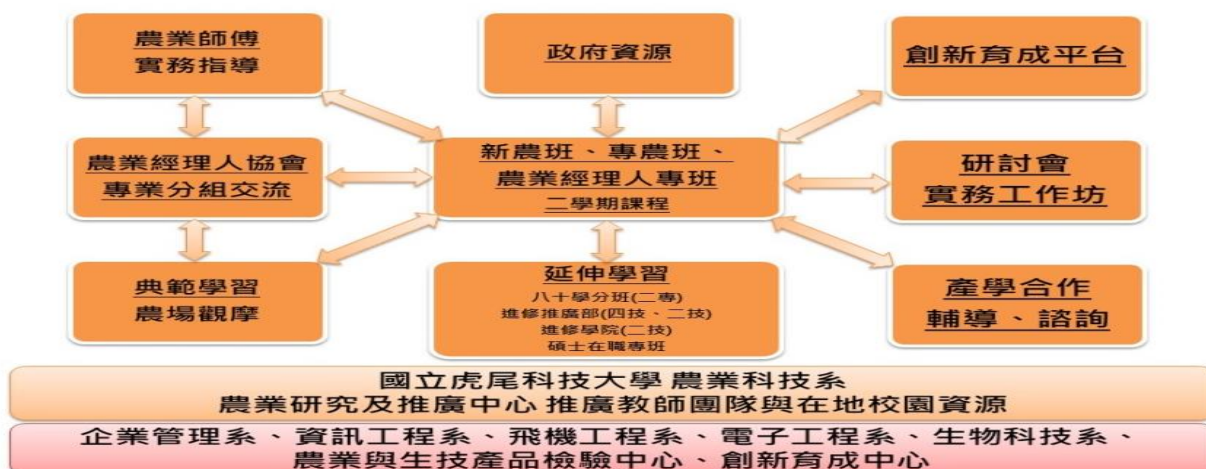 農業師傅
實務指導
政府資源
創新育成平台
農業經理人協會
專業分組交流
新農班、專農班、
農業經理人專班
二學期課程
研討會
實務工作坊
典範學習
農場觀摩
延伸學習
八十學分班(二專)
進修推廣部(四技、二技)
進修學院(二技)
碩士在職專班
產學合作
輔導、諮詢
國立虎尾科技大學 農業科技系
農業研究及推廣中心 推廣教師團隊與在地校園資源
企業管理系、資訊工程系、飛機工程系、電子工程系、生物科技系、
農業與生技產品檢驗中心、創新育成中心